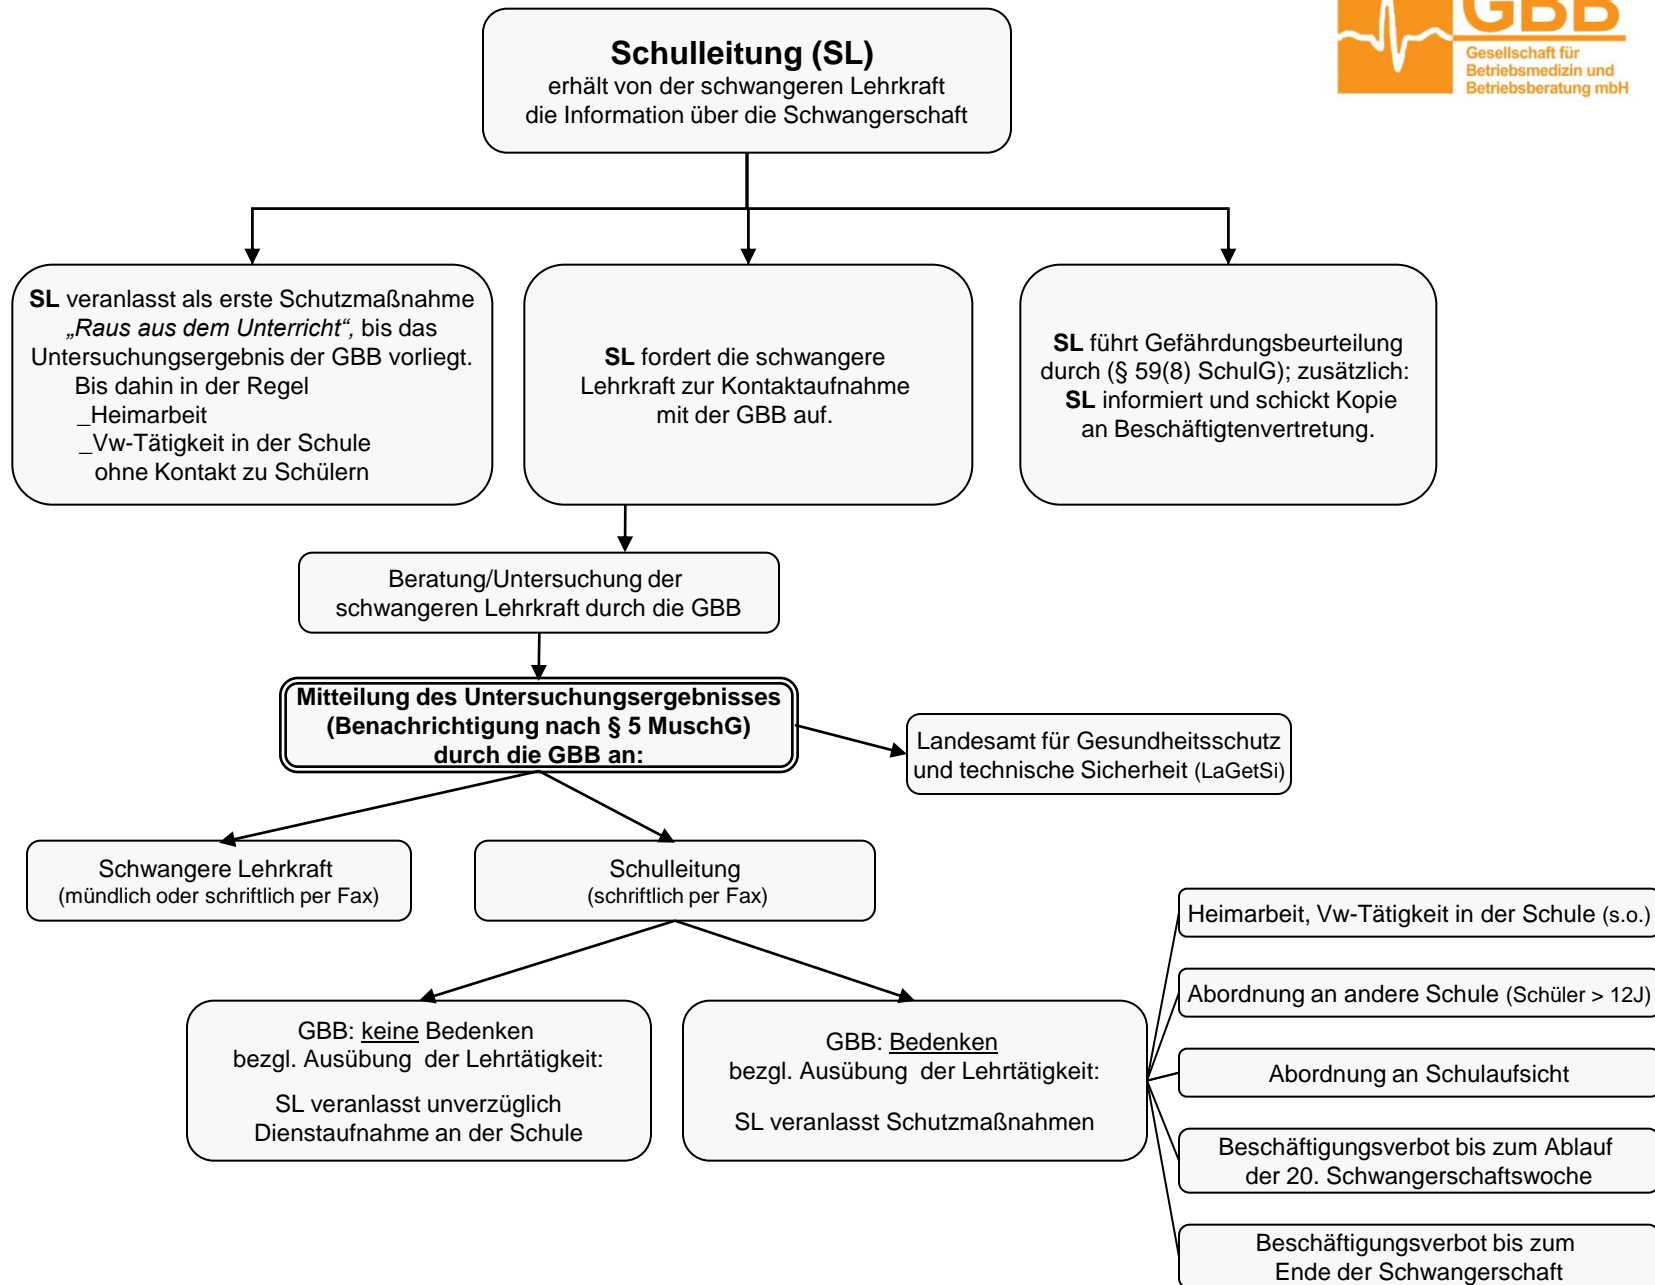 GBB
Gesellschaft für
Betriebsmedizin und
Betriebsberatung mbH
Schulleitung (SL)
erhält von der schwangeren Lehrkraft
die Information über die Schwangerschaft
SL veranlasst als erste Schutzmaßnahme
„Raus aus dem Unterricht“, bis das
Untersuchungsergebnis der GBB vorliegt.
Bis dahin in der Regel
_Heimarbeit
_Vw-Tätigkeit in der Schule
ohne Kontakt zu Schülern
SL fordert die schwangere
Lehrkraft zur Kontaktaufnahme
mit der GBB auf.
SL führt Gefährdungsbeurteilung
durch (§ 59(8) SchulG); zusätzlich:
SL informiert und schickt Kopie
an Beschäftigtenvertretung.
Beratung/Untersuchung der
schwangeren Lehrkraft durch die GBB
Mitteilung des Untersuchungsergebnisses
(Benachrichtigung nach § 5 MuschG)
durch die GBB an:
Landesamt für Gesundheitsschutz
und technische Sicherheit (LaGetSi)
Schwangere Lehrkraft
(mündlich oder schriftlich per Fax)
Schulleitung
(schriftlich per Fax)
GBB: keine Bedenken
bezgl. Ausübung der Lehrtätigkeit:
SL veranlasst unverzüglich
Dienstaufnahme an der Schule
GBB: Bedenken
bezgl. Ausübung der Lehrtätigkeit:
SL veranlasst Schutzmaßnahmen
Heimarbeit, Vw-Tätigkeit in der Schule (s.o.)
Abordnung an andere Schule (Schüler > 12J)
Abordnung an Schulaufsicht
Beschäftigungsverbot bis zum Ablauf
der 20. Schwangerschaftswoche
Beschäftigungsverbot bis zum
Ende der Schwangerschaft